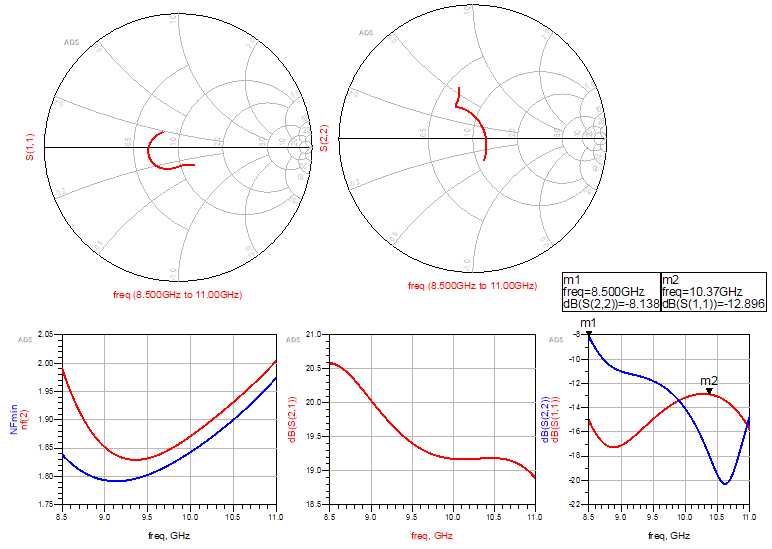 ADS
S(1,1)
freq (8.500GHz to 11.00GHz)
ADS
S(2,2)
freq (8.500GHz to 11.00GHz)
m1
freq=8.500GHz
dB(S(2,2))=-8.138
m2
freq=10.37GHz
dB(S(1,1))=-12.896
ADS
NFmin
nf(2)
2.05
2.00
1.95
1.90
1.85
1.80
1.75
8.5 9.0 9.5 10.0 10.5 11.0
freq, GHz
ADS
dB(S(2,1))
21.0
20.5
20.0
19.5
19.0
18.5
8.5 9.0 9.5 10.0 10.5 11.0
freq, GHz
ADS
dB(S(2,2))
dB(S(1,1))
m1
m2
-8
-10
-12
-14
-16
-18
-20
-22
8.5 9.0 9.5 10.0 10.5 11.0
freq, GHz